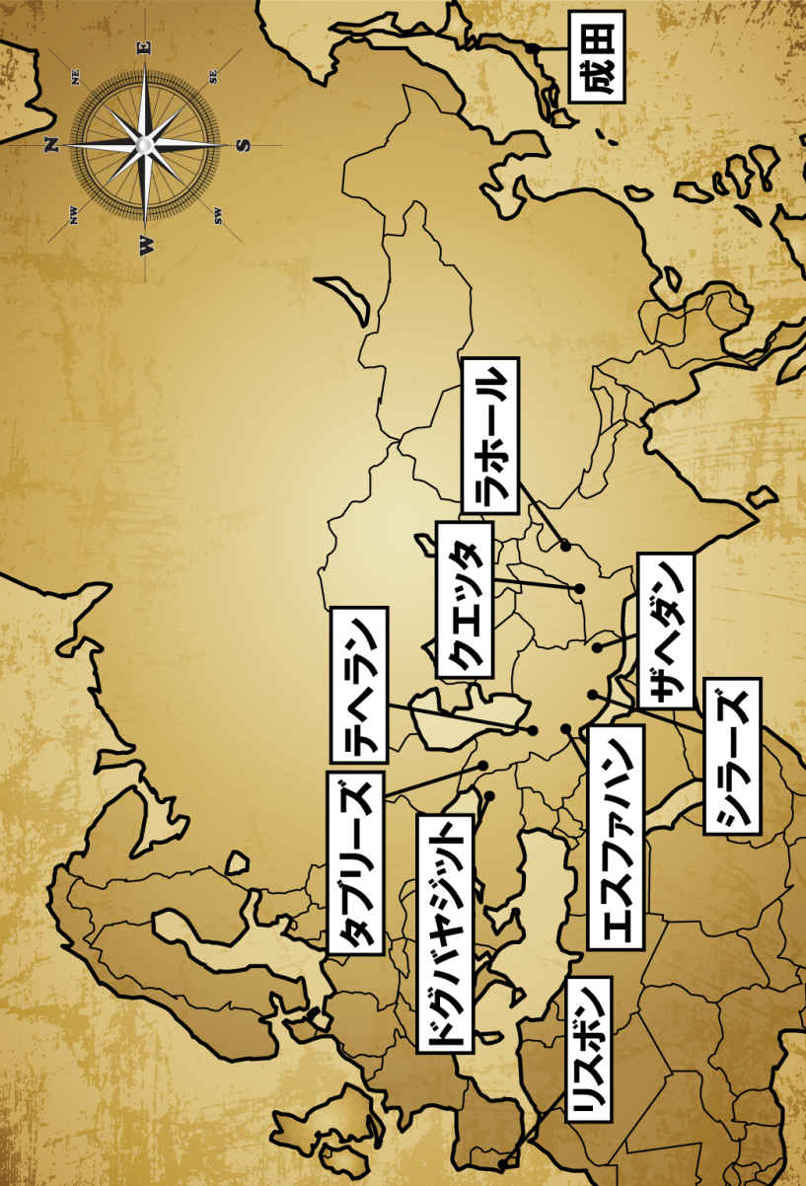 N
NE
E
SE
S
SW
W
NW
成田
ラホール
クエッタ
テヘラン
ザヘダン
タブリーズ
シラーズ
ドグバヤジット
エスファハン
リスボン